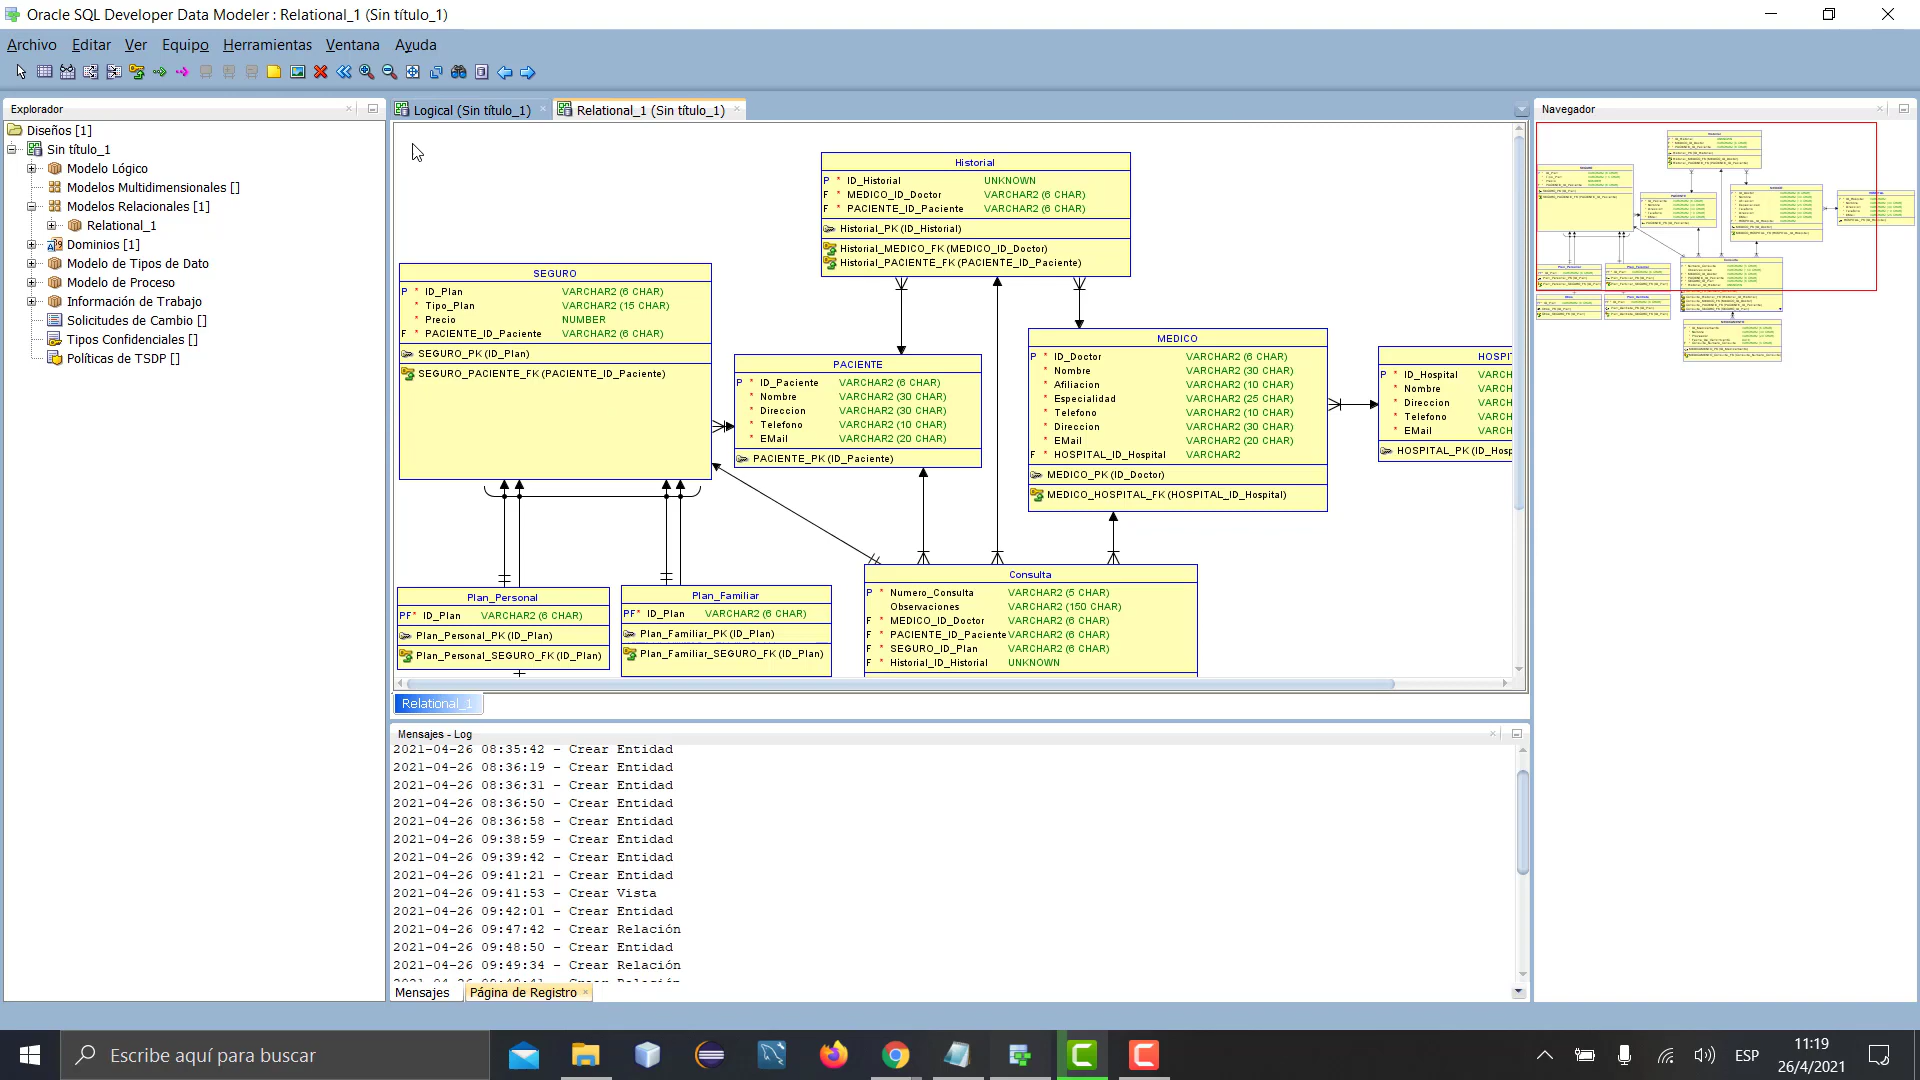 Oracle SQL Developer Data Modeler : Relational_1 (Sin título_1)
Archivo Editar Ver Equipo Herramientas Ventana Ayuda
Explorador
Diseños [1]
Sin título_1
Modelo Lógico
Modelos Multidimensionales []
Modelos Relacionales [1]
Relational_1
Dominios [1]
Modelo de Tipos de Dato
Modelo de Proceso
Información de Trabajo
Solicitudes de Cambio []
Tipos Confidenciales []
Políticas de TSDP []
Logical (Sin título_1)
Relational_1 (Sin título_1)
Historial
P * ID_Historial UNKNOWN
F * MEDICO_ID_Doctor VARCHAR2 (6 CHAR)
F * PACIENTE_ID_Paciente VARCHAR2 (6 CHAR)
Historial_PK (ID_Historial)
Historial_MEDICO_FK (MEDICO_ID_Doctor)
Historial_PACIENTE_FK (PACIENTE_ID_Paciente)
SEGURO
P * ID_Plan VARCHAR2 (6 CHAR)
* Tipo_Plan VARCHAR2 (15 CHAR)
* Precio NUMBER
F * PACIENTE_ID_Paciente VARCHAR2 (6 CHAR)
SEGURO_PK (ID_Plan)
SEGURO_PACIENTE_FK (PACIENTE_ID_Paciente)
PACIENTE
P * ID_Paciente VARCHAR2 (6 CHAR)
* Nombre VARCHAR2 (30 CHAR)
* Direccion VARCHAR2 (30 CHAR)
* Telefono VARCHAR2 (10 CHAR)
* EMail VARCHAR2 (20 CHAR)
PACIENTE_PK (ID_Paciente)
MEDICO
P * ID_Doctor VARCHAR2 (6 CHAR)
* Nombre VARCHAR2 (30 CHAR)
* Afiliacion VARCHAR2 (10 CHAR)
* Especialidad VARCHAR2 (25 CHAR)
* Telefono VARCHAR2 (10 CHAR)
* Direccion VARCHAR2 (30 CHAR)
* EMail VARCHAR2 (20 CHAR)
F * HOSPITAL_ID_Hospital VARCHAR2
MEDICO_PK (ID_Doctor)
MEDICO_HOSPITAL_FK (HOSPITAL_ID_Hospital)
HOSPIT
P * ID_Hospital VARCH
* Nombre VARCH
* Direccion VARCH
* Telefono VARCH
* EMail VARCH
HOSPITAL_PK (ID_Hosp
Plan_Personal
PF* ID_Plan VARCHAR2 (6 CHAR)
Plan_Personal_PK (ID_Plan)
Plan_Personal_SEGURO_FK (ID_Plan)
Plan_Familiar
PF* ID_Plan VARCHAR2 (6 CHAR)
Plan_Familiar_PK (ID_Plan)
Plan_Familiar_SEGURO_FK (ID_Plan)
Consulta
P * Numero_Consulta VARCHAR2 (5 CHAR)
Observaciones VARCHAR2 (150 CHAR)
F * MEDICO_ID_Doctor VARCHAR2 (6 CHAR)
F * PACIENTE_ID_Paciente VARCHAR2 (6 CHAR)
F * SEGURO_ID_Plan VARCHAR2 (6 CHAR)
F * Historial_ID_Historial UNKNOWN
Relational_1
Mensajes - Log
2021-04-26 08:35:42 - Crear Entidad
2021-04-26 08:36:19 - Crear Entidad
2021-04-26 08:36:31 - Crear Entidad
2021-04-26 08:36:50 - Crear Entidad
2021-04-26 08:36:58 - Crear Entidad
2021-04-26 09:38:59 - Crear Entidad
2021-04-26 09:39:42 - Crear Entidad
2021-04-26 09:41:21 - Crear Entidad
2021-04-26 09:41:53 - Crear Vista
2021-04-26 09:42:01 - Crear Entidad
2021-04-26 09:47:42 - Crear Relación
2021-04-26 09:48:50 - Crear Entidad
2021-04-26 09:49:34 - Crear Relación
Mensajes
Página de Registro
Navegador
Escribe aquí para buscar
ESP
11:19
26/4/2021